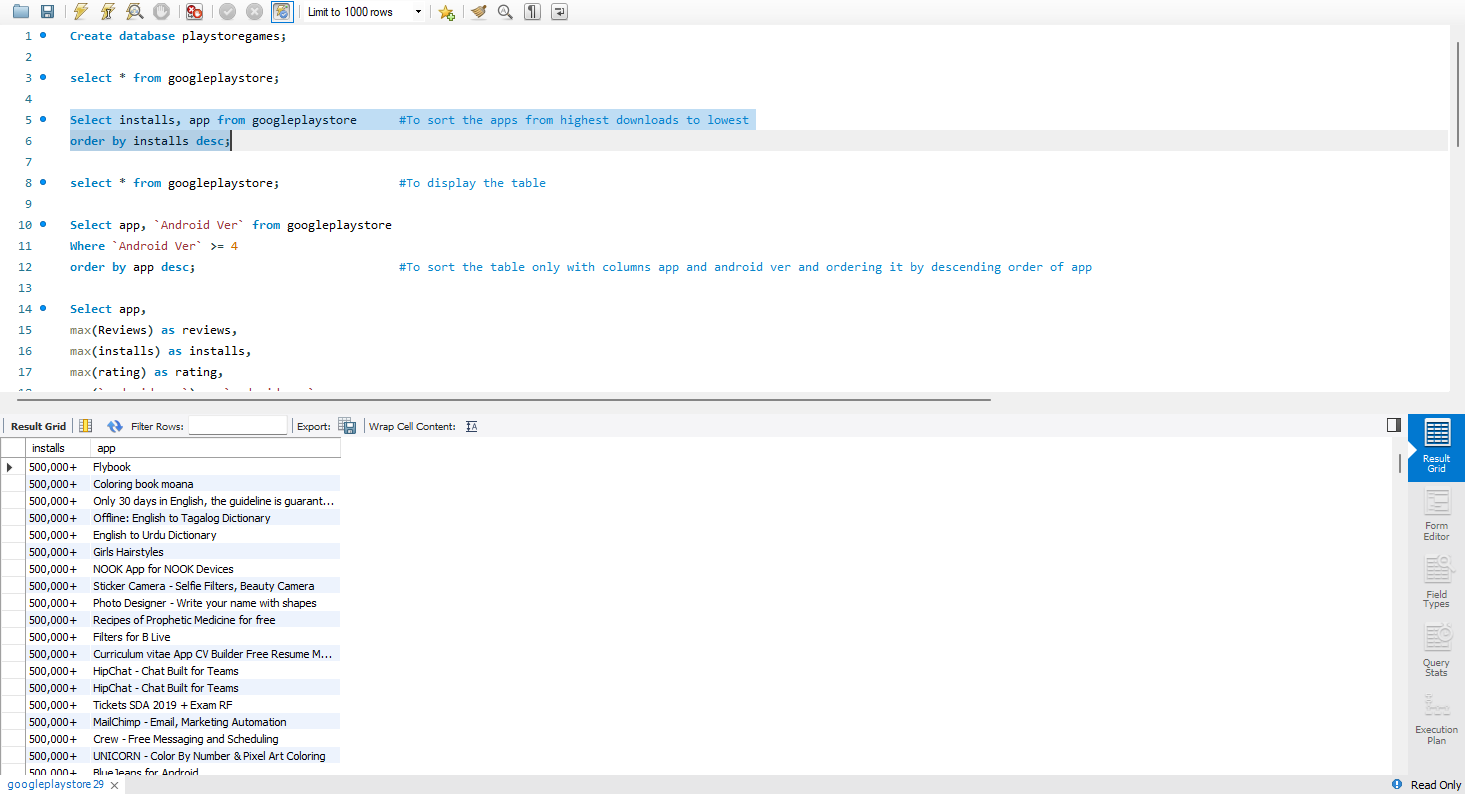 Limit to 1000 rows
1 Create database playstoregames;
2
3 select * from googleplaystore;
4
5 Select installs, app from googleplaystore #To sort the apps from highest downloads to lowest
6 order by installs desc;
7
8 select * from googleplaystore; #To display the table
9
10 Select app, `Android Ver` from googleplaystore
11 Where `Android Ver` >= 4
12 order by app desc; #To sort the table only with columns app and android ver and ordering it by descending order of app
13
14 Select app,
15 max(Reviews) as reviews,
16 max(installs) as installs,
17 max(rating) as rating,
Result Grid Filter Rows: Export: Wrap Cell Content: IA
installs app
500,000+ Flybook
500,000+ Coloring book moana
500,000+ Only 30 days in English, the guideline is guarant...
500,000+ Offline: English to Tagalog Dictionary
500,000+ English to Urdu Dictionary
500,000+ Girls Hairstyles
500,000+ NOOK App for NOOK Devices
500,000+ Sticker Camera - Selfie Filters, Beauty Camera
500,000+ Photo Designer - Write your name with shapes
500,000+ Recipes of Prophetic Medicine for free
500,000+ Filters for B Live
500,000+ Curriculum vitae App CV Builder Free Resume M...
500,000+ HipChat - Chat Built for Teams
500,000+ HipChat - Chat Built for Teams
500,000+ Tickets SDA 2019 + Exam RF
500,000+ MailChimp - Email, Marketing Automation
500,000+ Crew - Free Messaging and Scheduling
500,000+ UNICORN - Color By Number & Pixel Art Coloring
500,000+ BlueJeans for Android
Result
Grid
Form
Editor
Field
Types
Query
Stats
Execution
Plan
googleplaystore 29
Read Only